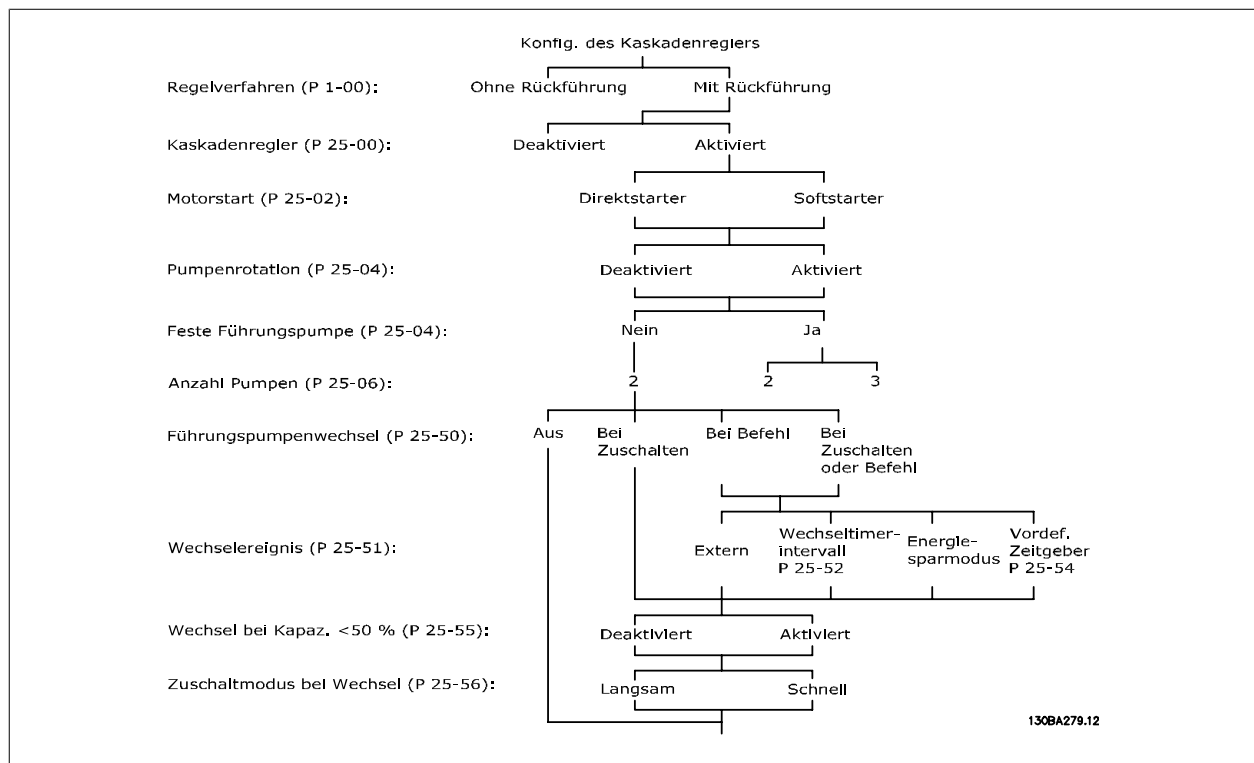 Konfig. des Kaskadenreglers
Regelverfahren (P 1-00): Ohne Rückführung Mit Rückführung
Kaskadenregler (P 25-00): Deaktiviert Aktiviert
Motorstart (P 25-02): Direktstarter Softstarter
Pumpenrotation (P 25-04): Deaktiviert Aktiviert
Feste Führungspumpe (P 25-04): Nein Ja
Anzahl Pumpen (P 25-06): 2 2 3
Führungspumpenwechsel (P 25-50): Aus Bei Bei Befehl Bei
Zuschalten Zuschalten
oder Befehl
Wechseltimer- Vordef.
Wechselereignis (P 25-51): Extern intervall Energie- Zeitgeber
P 25-52 sparmodus P 25-54
Wechsel bei Kapaz. <50 % (P 25-55): Deaktiviert Aktiviert
Zuschaltmodus bei Wechsel (P 25-56): Langsam Schnell
130BA279.12